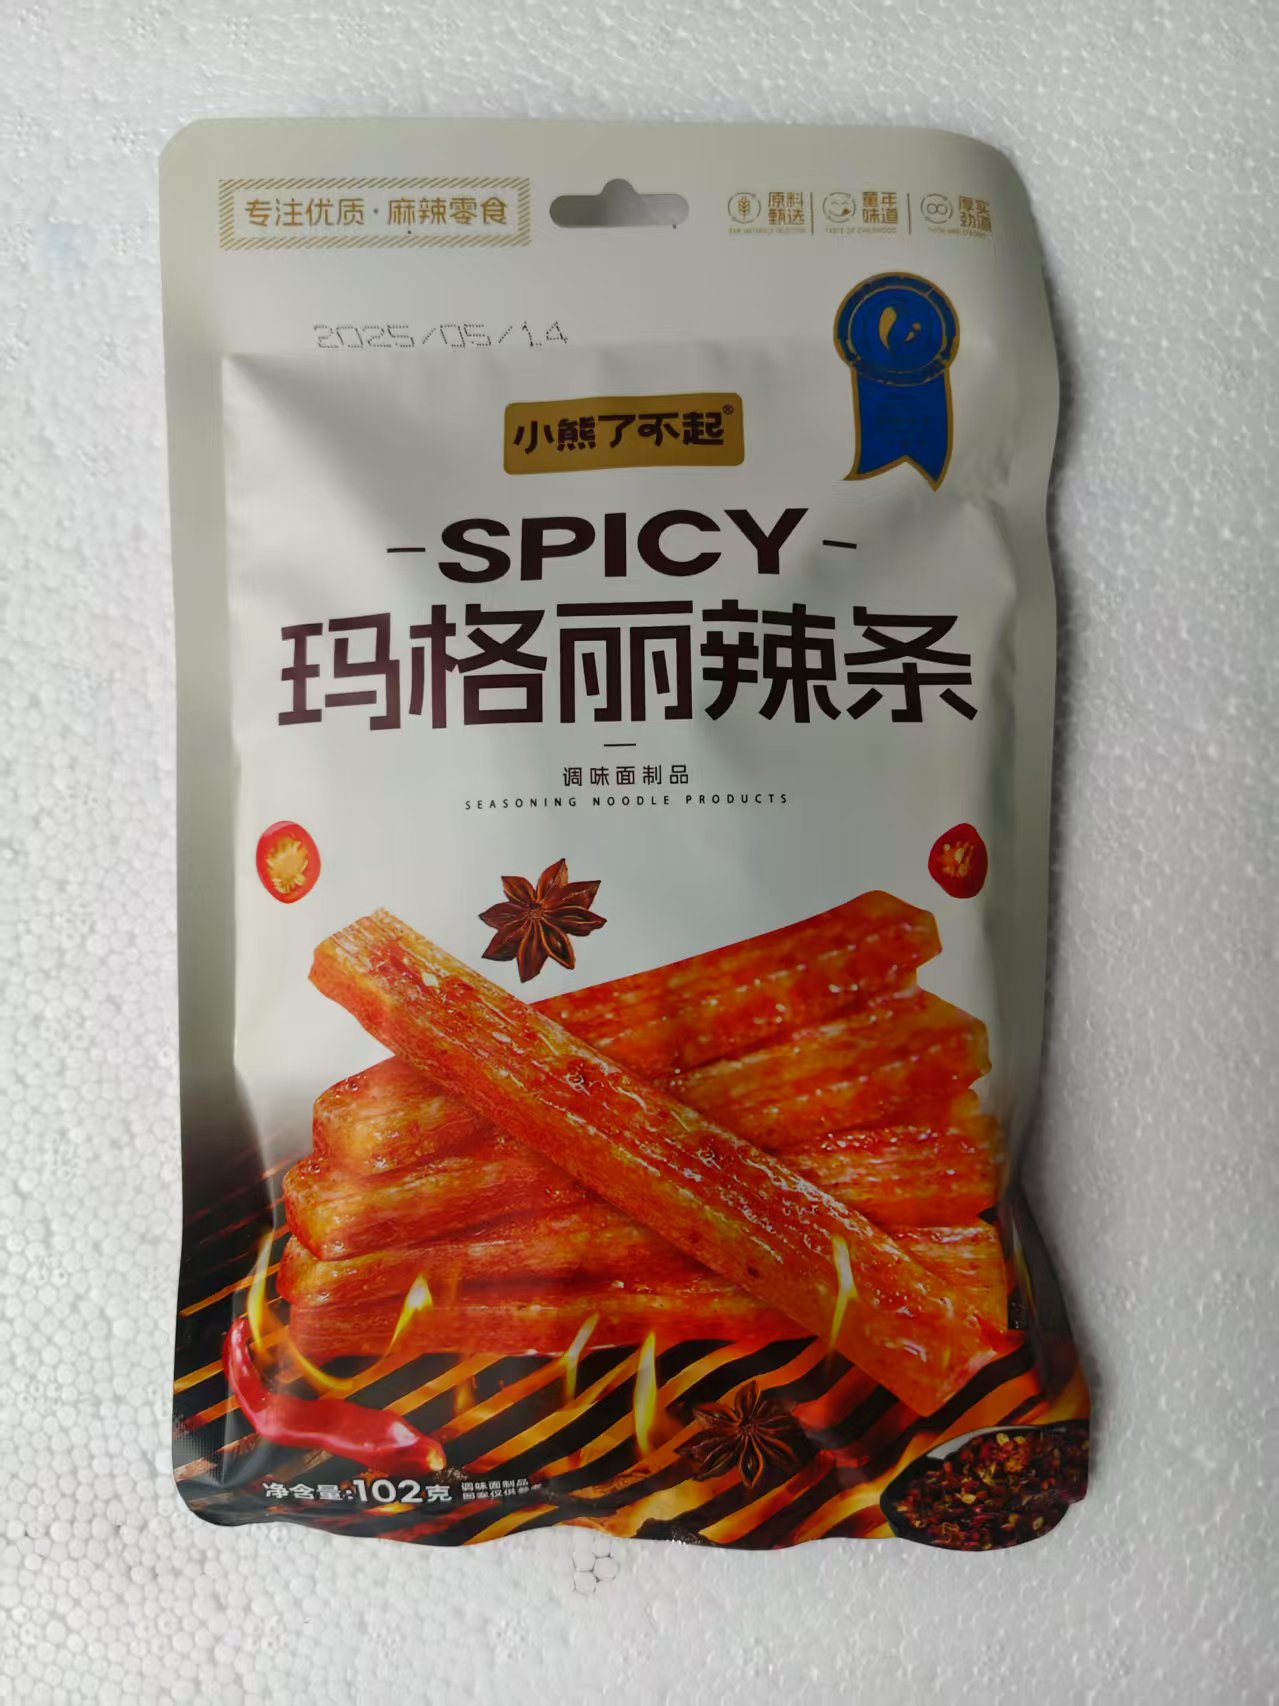 专注优质·麻辣零食
原料
甄选
童年
味道
TASTE OF CHILDHOOD
厚实
劲道
2025/05/14
小熊了不起®
-SPICY-
玛格丽辣条
调味面制品
SEASONING NOODLE PRODUCTS
净含量:102克
调味面制品
图案仅供参考